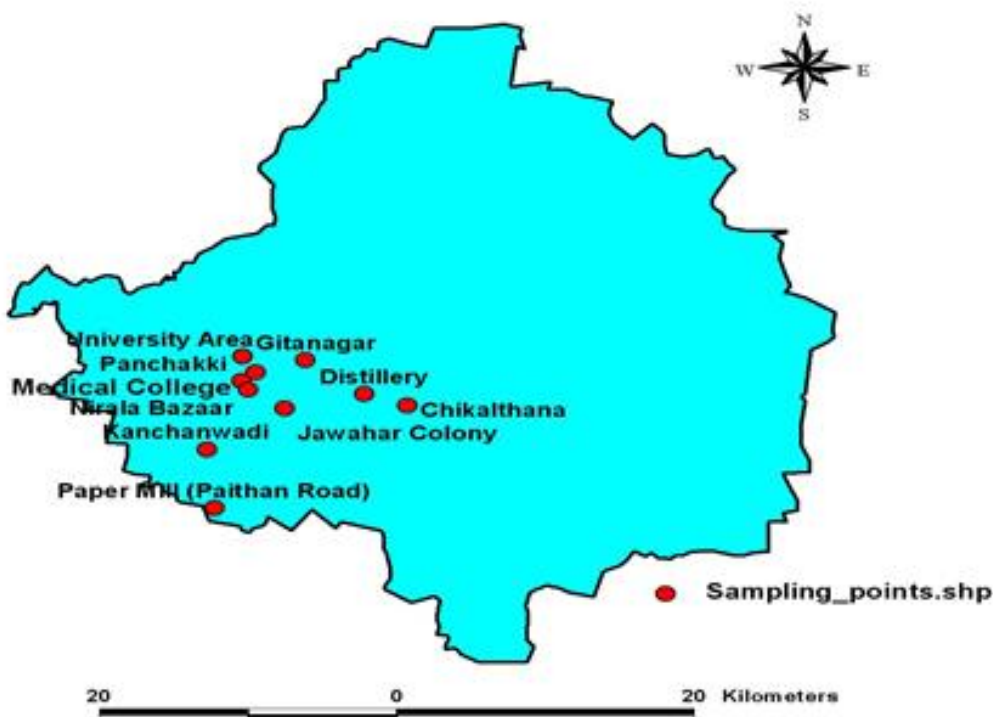 N
W E
S
University Area Gitanagar
Panchakki
Distillery
Medical College
Nirala Bazaar Chikalthana
Kanchanwadi Jawahar Colony
Paper Mill (Paithan Road)
Sampling_points.shp
20 0 20 Kilometers